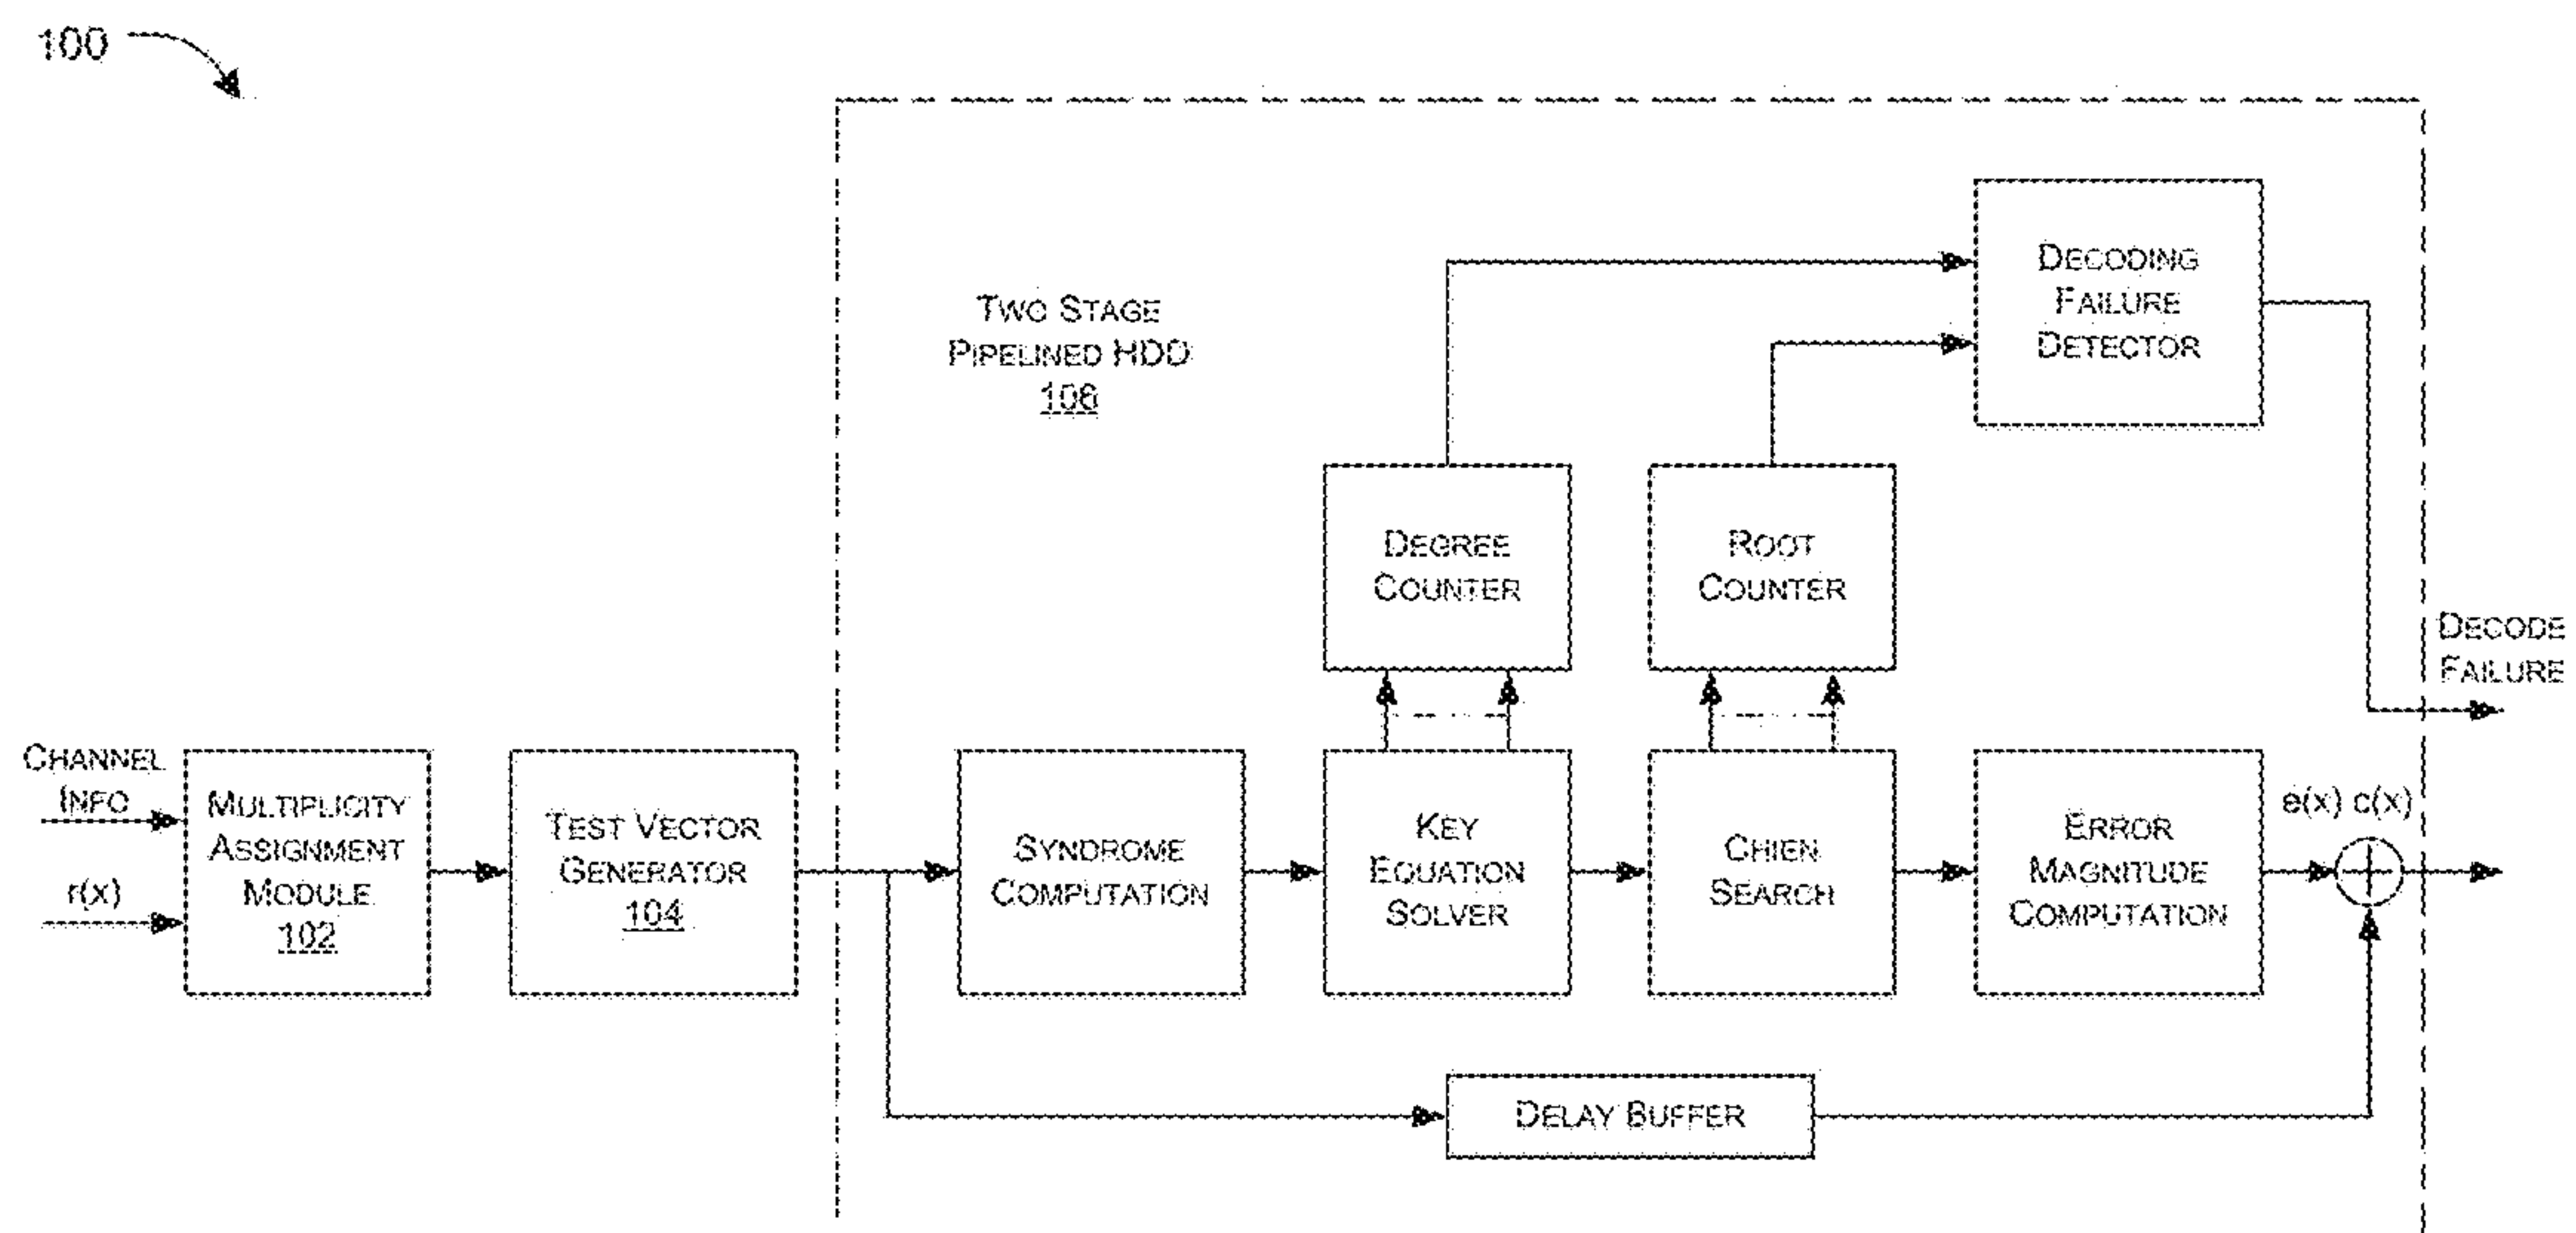 100
TWO STAGE
PIPELINED HDD
106
DECODING
FAILURE
DETECTOR
DEGREE
COUNTER
ROOT
COUNTER
DECODE
FAILURE
CHANNEL
INFO
r(x)
MULTIPLICITY
ASSIGNMENT
MODULE
102
TEST VECTOR
GENERATOR
104
SYNDROME
COMPUTATION
KEY
EQUATION
SOLVER
CHIEN
SEARCH
ERROR
MAGNITUDE
COMPUTATION
e(x) c(x)
DELAY BUFFER